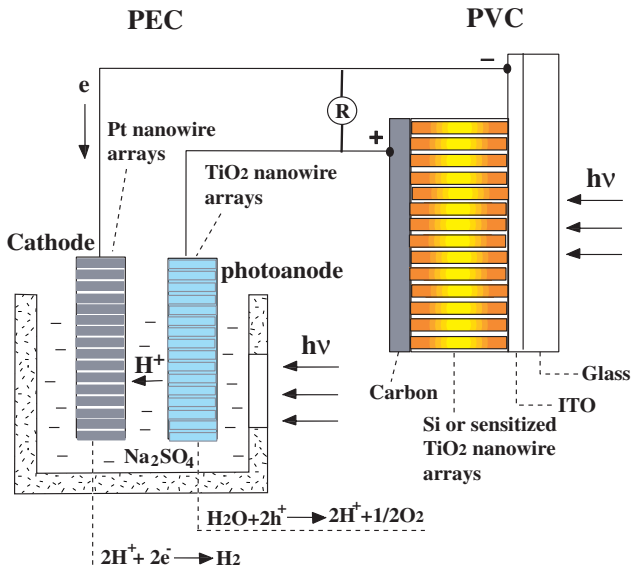 PEC
PVC
e
R
−
+
Pt nanowire
arrays
TiO2 nanowire
arrays
hν
Cathode
photoanode
H+
hν
Na2SO4
Carbon
Glass
ITO
Si or sensitized
TiO2 nanowire
arrays
H2O+2h+ → 2H++1/2O2
2H++ 2e- → H2